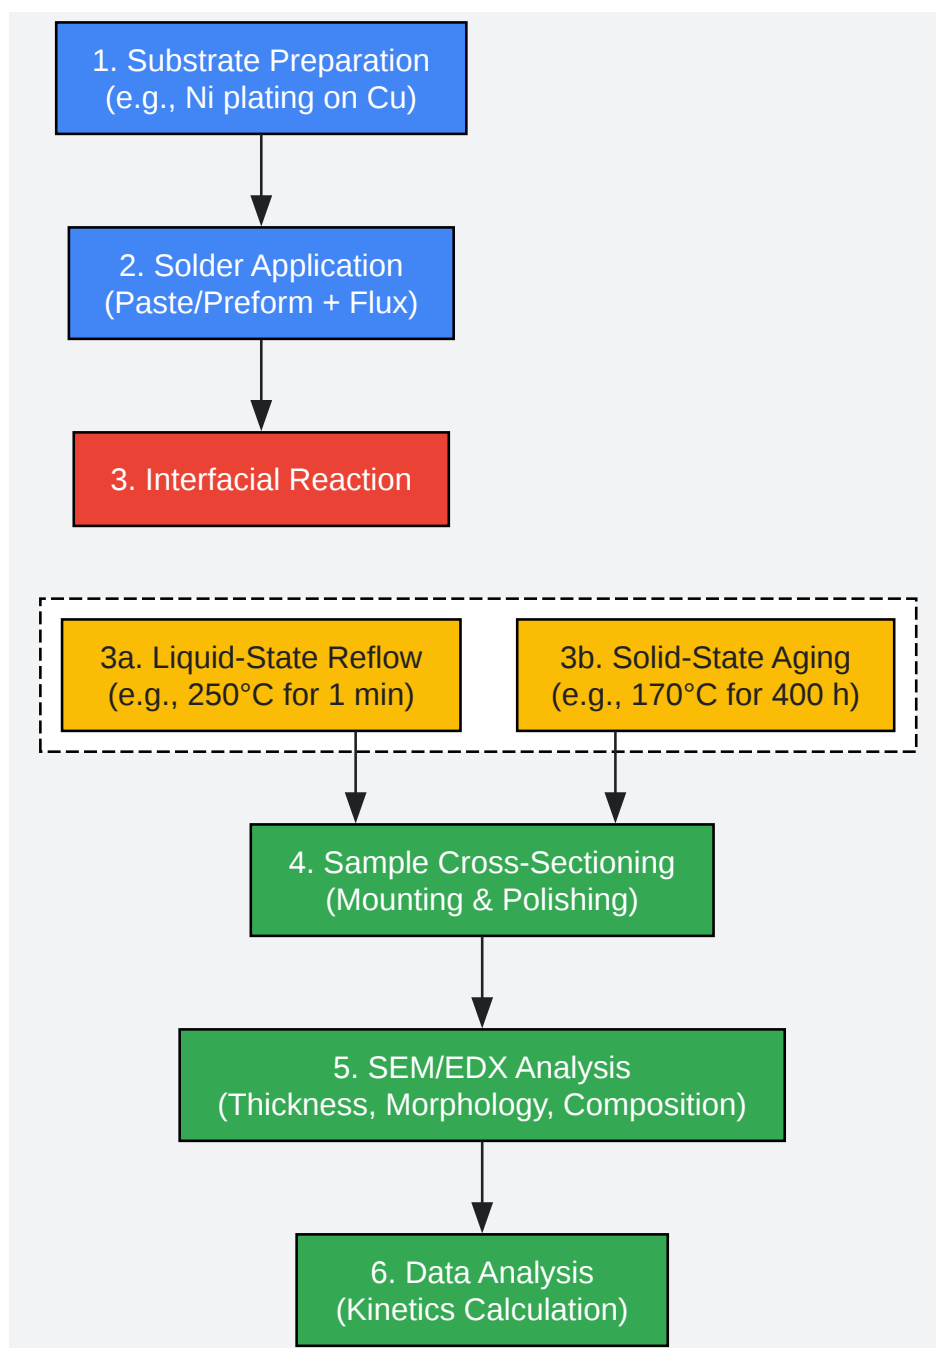 1. Substrate Preparation
(e.g., Ni plating on Cu)
2. Solder Application
(Paste/Preform + Flux)
3. Interfacial Reaction
3a. Liquid-State Reflow
(e.g., 250°C for 1 min)
3b. Solid-State Aging
(e.g., 170°C for 400 h)
4. Sample Cross-Sectioning
(Mounting & Polishing)
5. SEM/EDX Analysis
(Thickness, Morphology, Composition)
6. Data Analysis
(Kinetics Calculation)